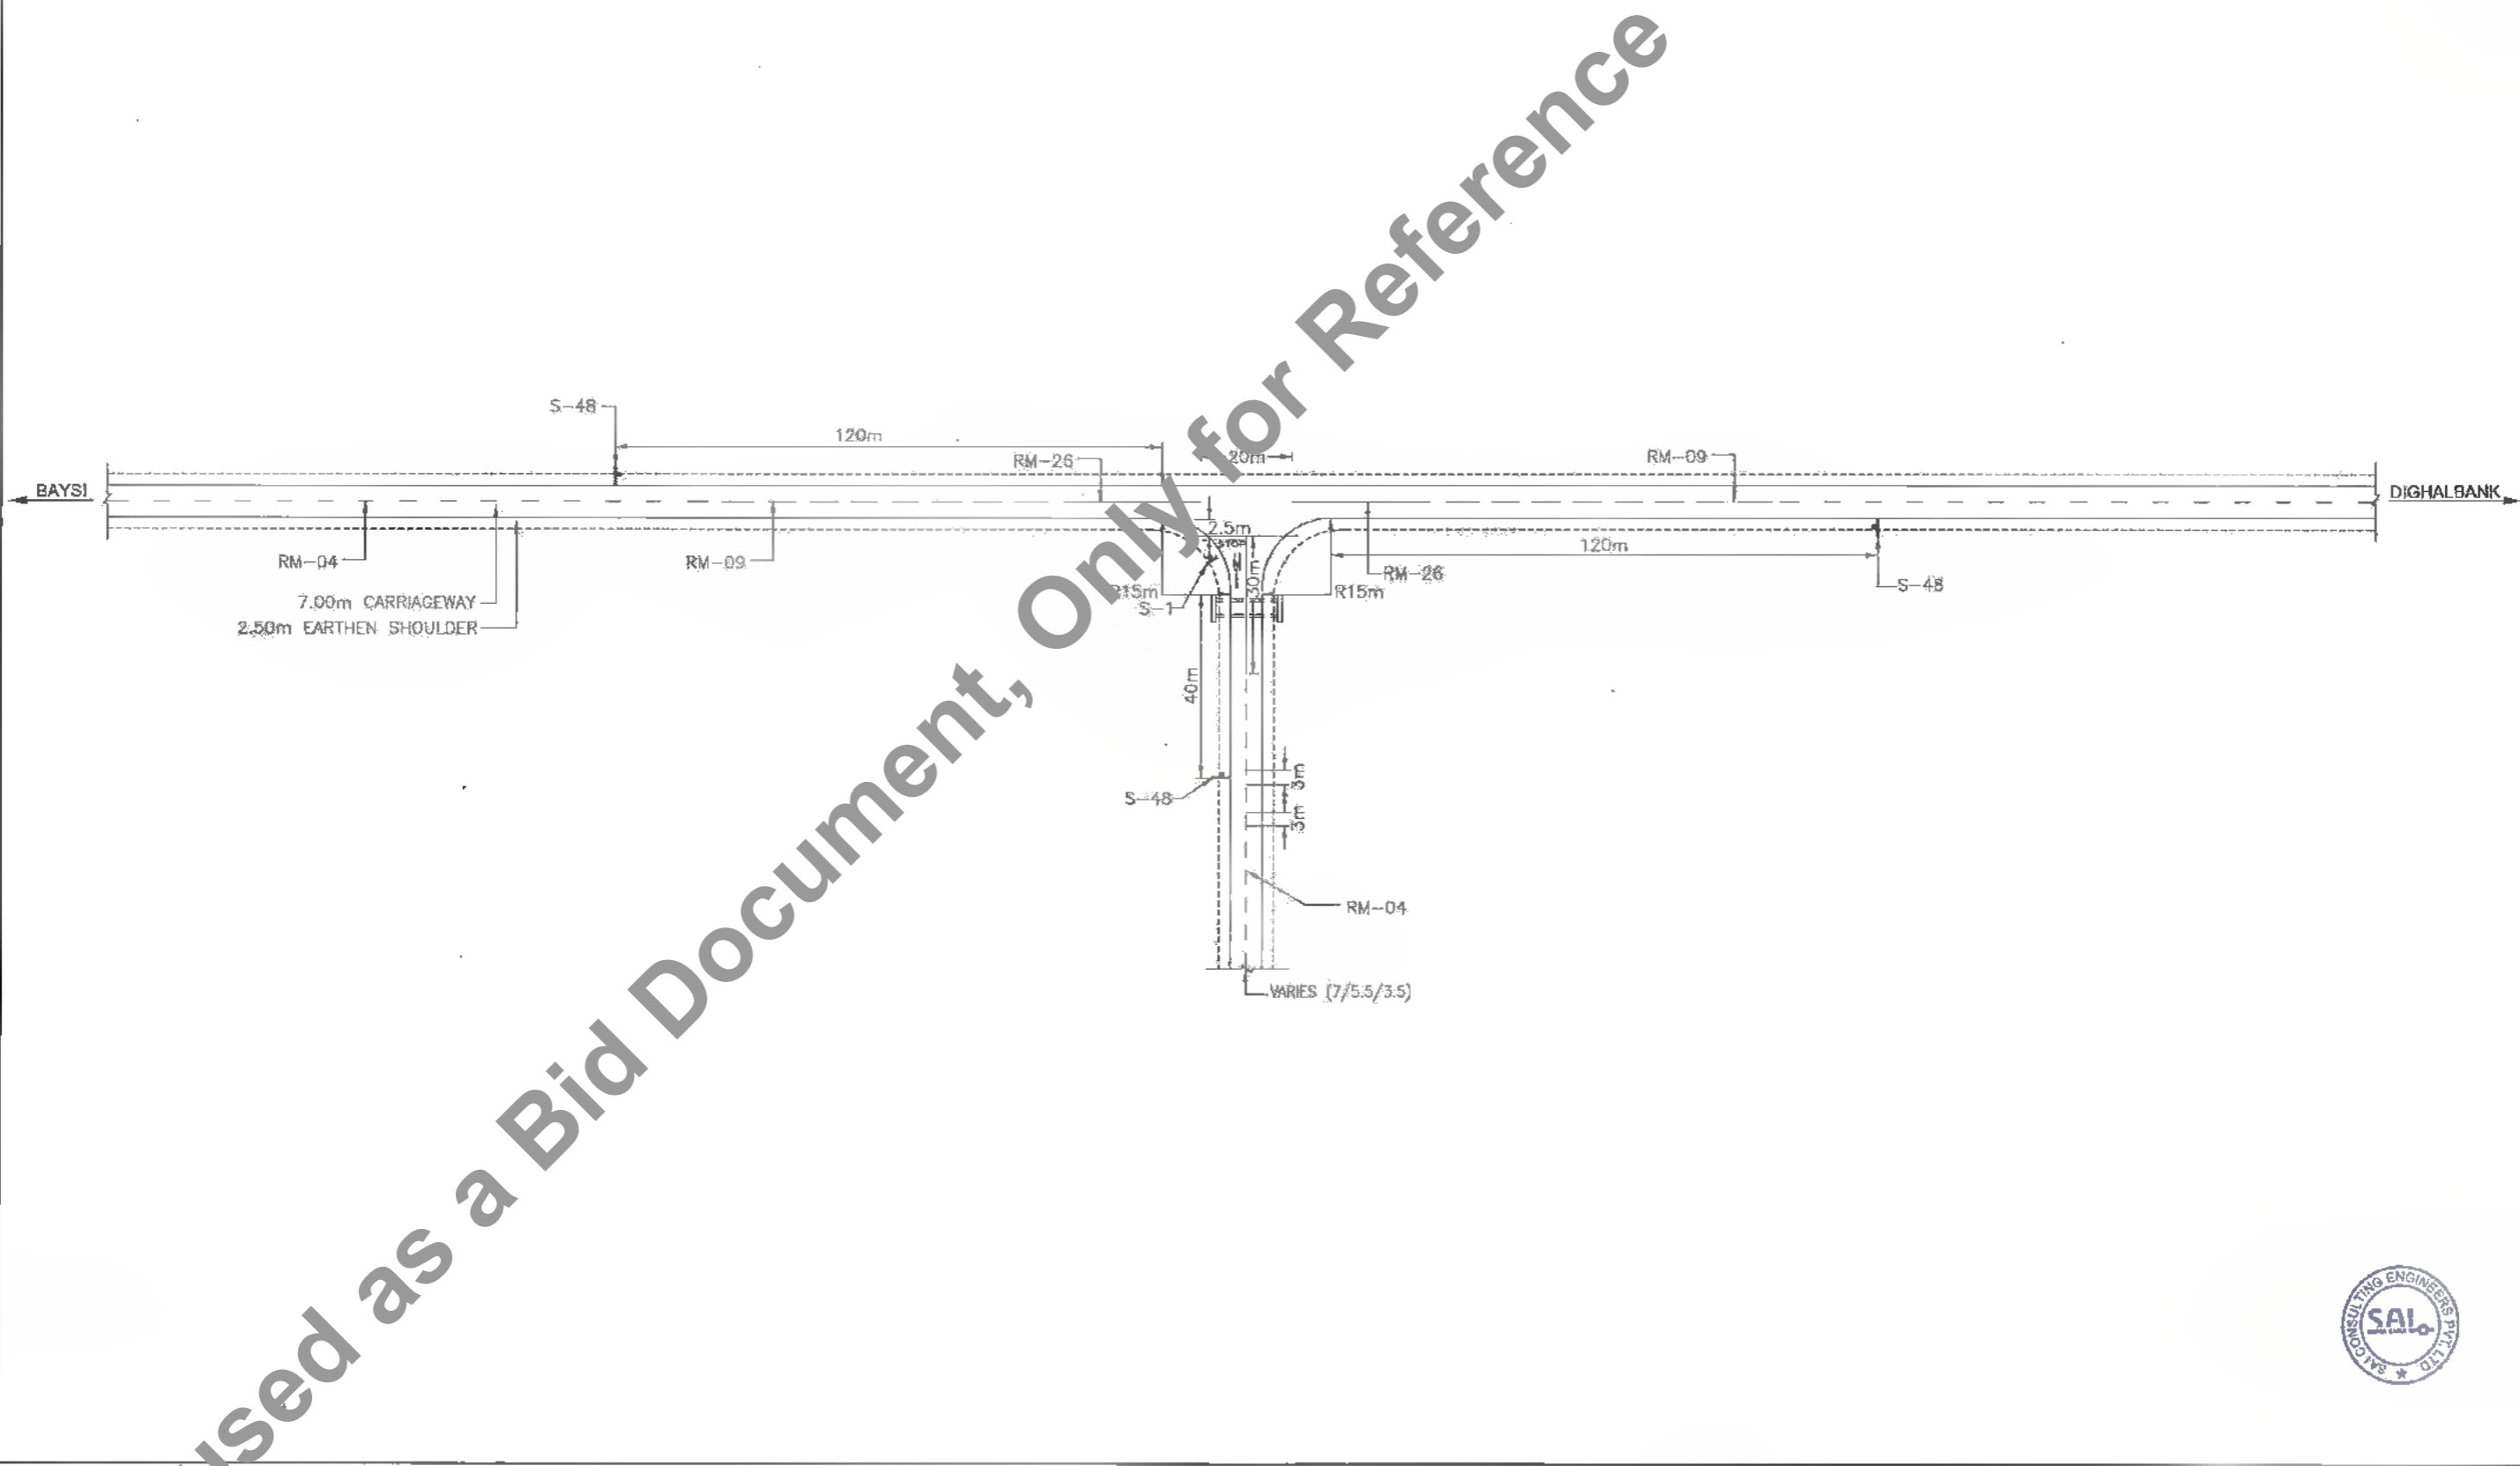 S-48
120m
RM-26
20m
RM-09
BAYSI
DIGHALBANK
2.5m
STOP
120m
RM-04
RM-09
30m
RM-26
S-48
7.00m CARRIAGEWAY
R15m
R15m
S-1
2.50m EARTHEN SHOULDER
40m
S-48
3m
3m
RM-04
VARIES (7/5.5/3.5)
used as a Bid Document, Only for Reference
SAI CONSULTING ENGINEERS PVT. LTD.
SAI